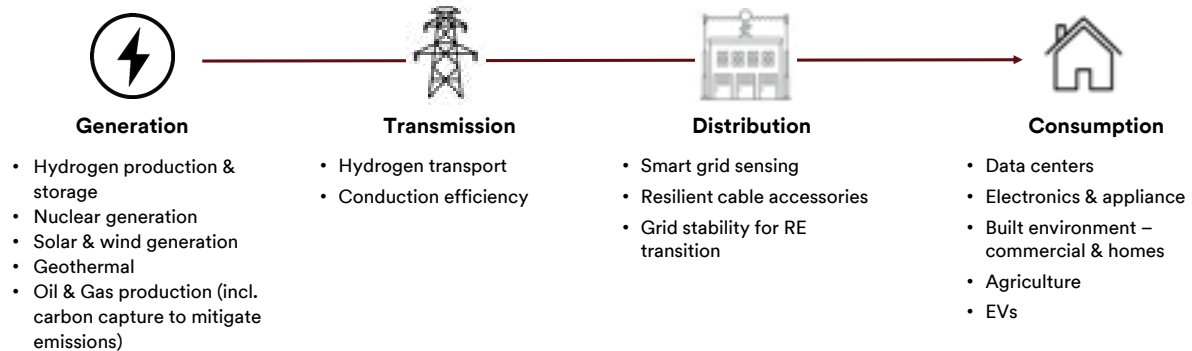 Generation
• Hydrogen production &
storage
• Nuclear generation
• Solar & wind generation
• Geothermal
• Oil & Gas production (incl.
carbon capture to mitigate
emissions)
Transmission
• Hydrogen transport
• Conduction efficiency
Distribution
• Smart grid sensing
• Resilient cable accessories
• Grid stability for RE
transition
Consumption
• Data centers
• Electronics & appliance
• Built environment –
commercial & homes
• Agriculture
• EVs